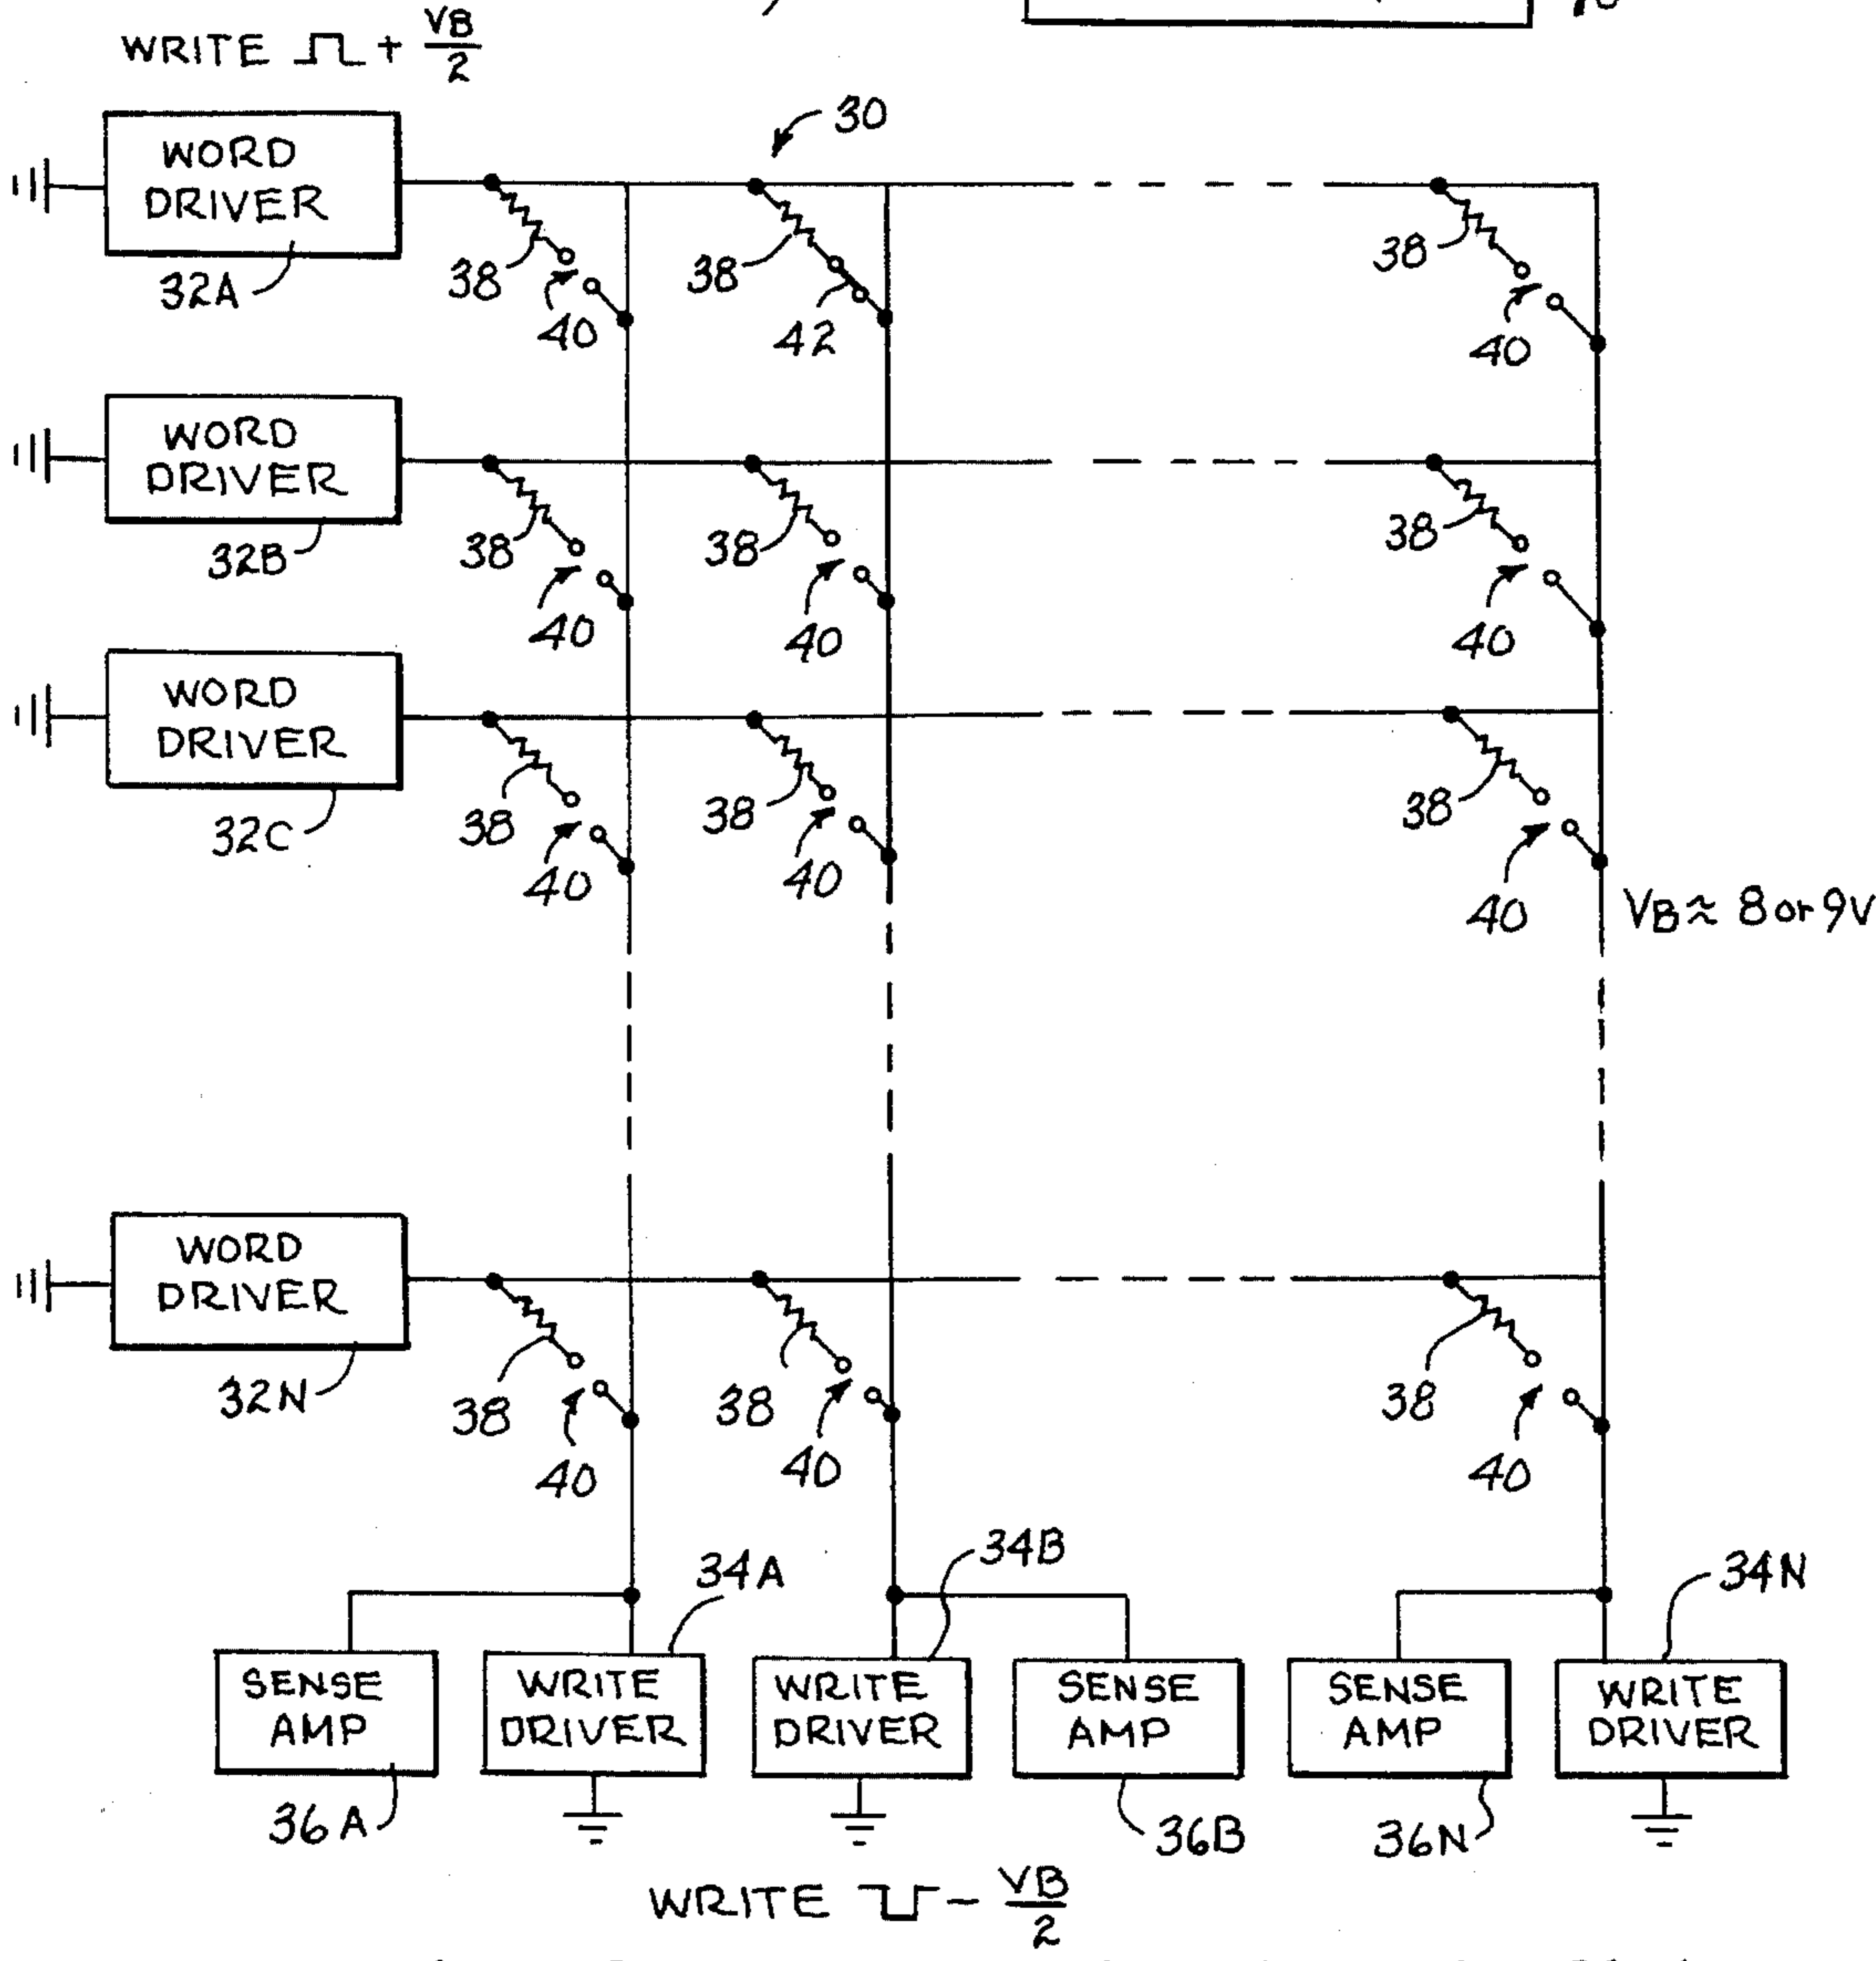 WRITE + VB/2
30
WORD
DRIVER
32A
38
38
38
40
42
40
WORD
DRIVER
32B
38
38
38
40
40
40
WORD
DRIVER
32C
38
38
38
40
40
40
VB ≈ 8 or 9V
WORD
DRIVER
32N
38
38
38
40
40
40
34A
34B
34N
SENSE
AMP
WRITE
DRIVER
WRITE
DRIVER
SENSE
AMP
SENSE
AMP
WRITE
DRIVER
36A
36B
36N
WRITE - VB/2